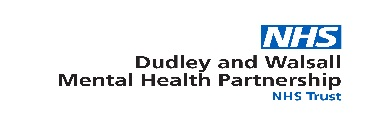 NHS
Dudley and Walsall
Mental Health Partnership
NHS Trust